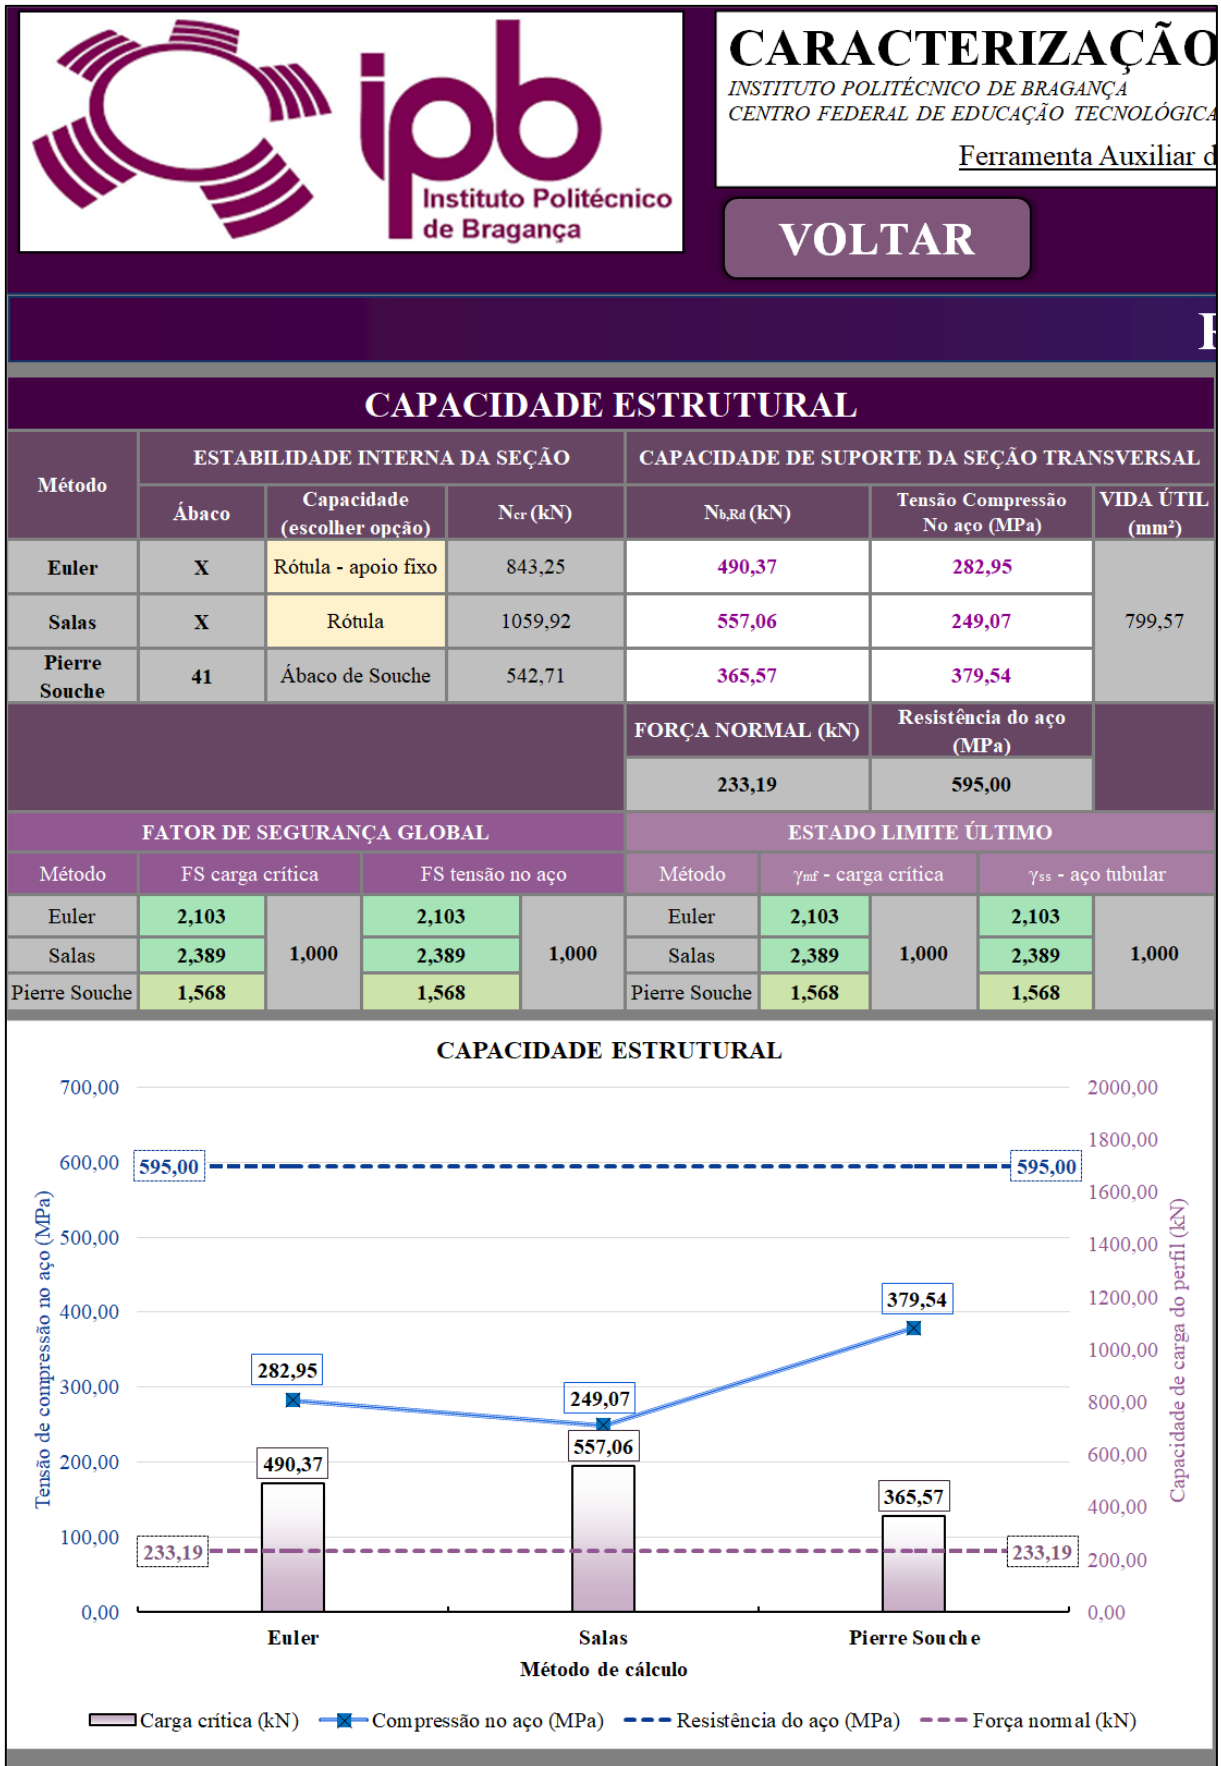 ipb
Instituto Politécnico
de Bragança
CARACTERIZAÇÃO
INSTITUTO POLITÉCNICO DE BRAGANÇA
CENTRO FEDERAL DE EDUCAÇÃO TECNOLÓGICA
Ferramenta Auxiliar d
VOLTAR
CAPACIDADE ESTRUTURAL
Método
ESTABILIDADE INTERNA DA SEÇÃO
CAPACIDADE DE SUPORTE DA SEÇÃO TRANSVERSAL
Ábaco
Capacidade
(escolher opção)
Ncr (kN)
Nb,Rd (kN)
Tensão Compressão
No aço (MPa)
VIDA ÚTIL
(mm²)
Euler X Rótula - apoio fixo 843,25 490,37 282,95
Salas X Rótula 1059,92 557,06 249,07 799,57
Pierre
Souche
41 Ábaco de Souche 542,71 365,57 379,54
FORÇA NORMAL (kN)
Resistência do aço
(MPa)
233,19 595,00
FATOR DE SEGURANÇA GLOBAL
ESTADO LIMITE ÚLTIMO
Método FS carga crítica FS tensão no aço Método γmf - carga crítica γss - aço tubular
Euler 2,103 2,103 Euler 2,103 2,103
Salas 2,389 1,000 2,389 1,000 Salas 2,389 1,000 2,389 1,000
Pierre Souche 1,568 1,568 Pierre Souche 1,568 1,568
CAPACIDADE ESTRUTURAL
700,00 2000,00
1800,00
600,00 595,00 595,00
1600,00
500,00
1400,00
400,00 379,54 1200,00
1000,00
300,00 282,95 249,07 800,00
200,00 490,37 557,06 600,00
365,57 400,00
100,00 233,19 233,19 200,00
0,00 0,00
Tensão de compressão no aço (MPa)
Capacidade de carga do perfil (kN)
Euler Salas Pierre Souche
Método de cálculo
Carga crítica (kN) Compressão no aço (MPa) Resistência do aço (MPa) Força normal (kN)